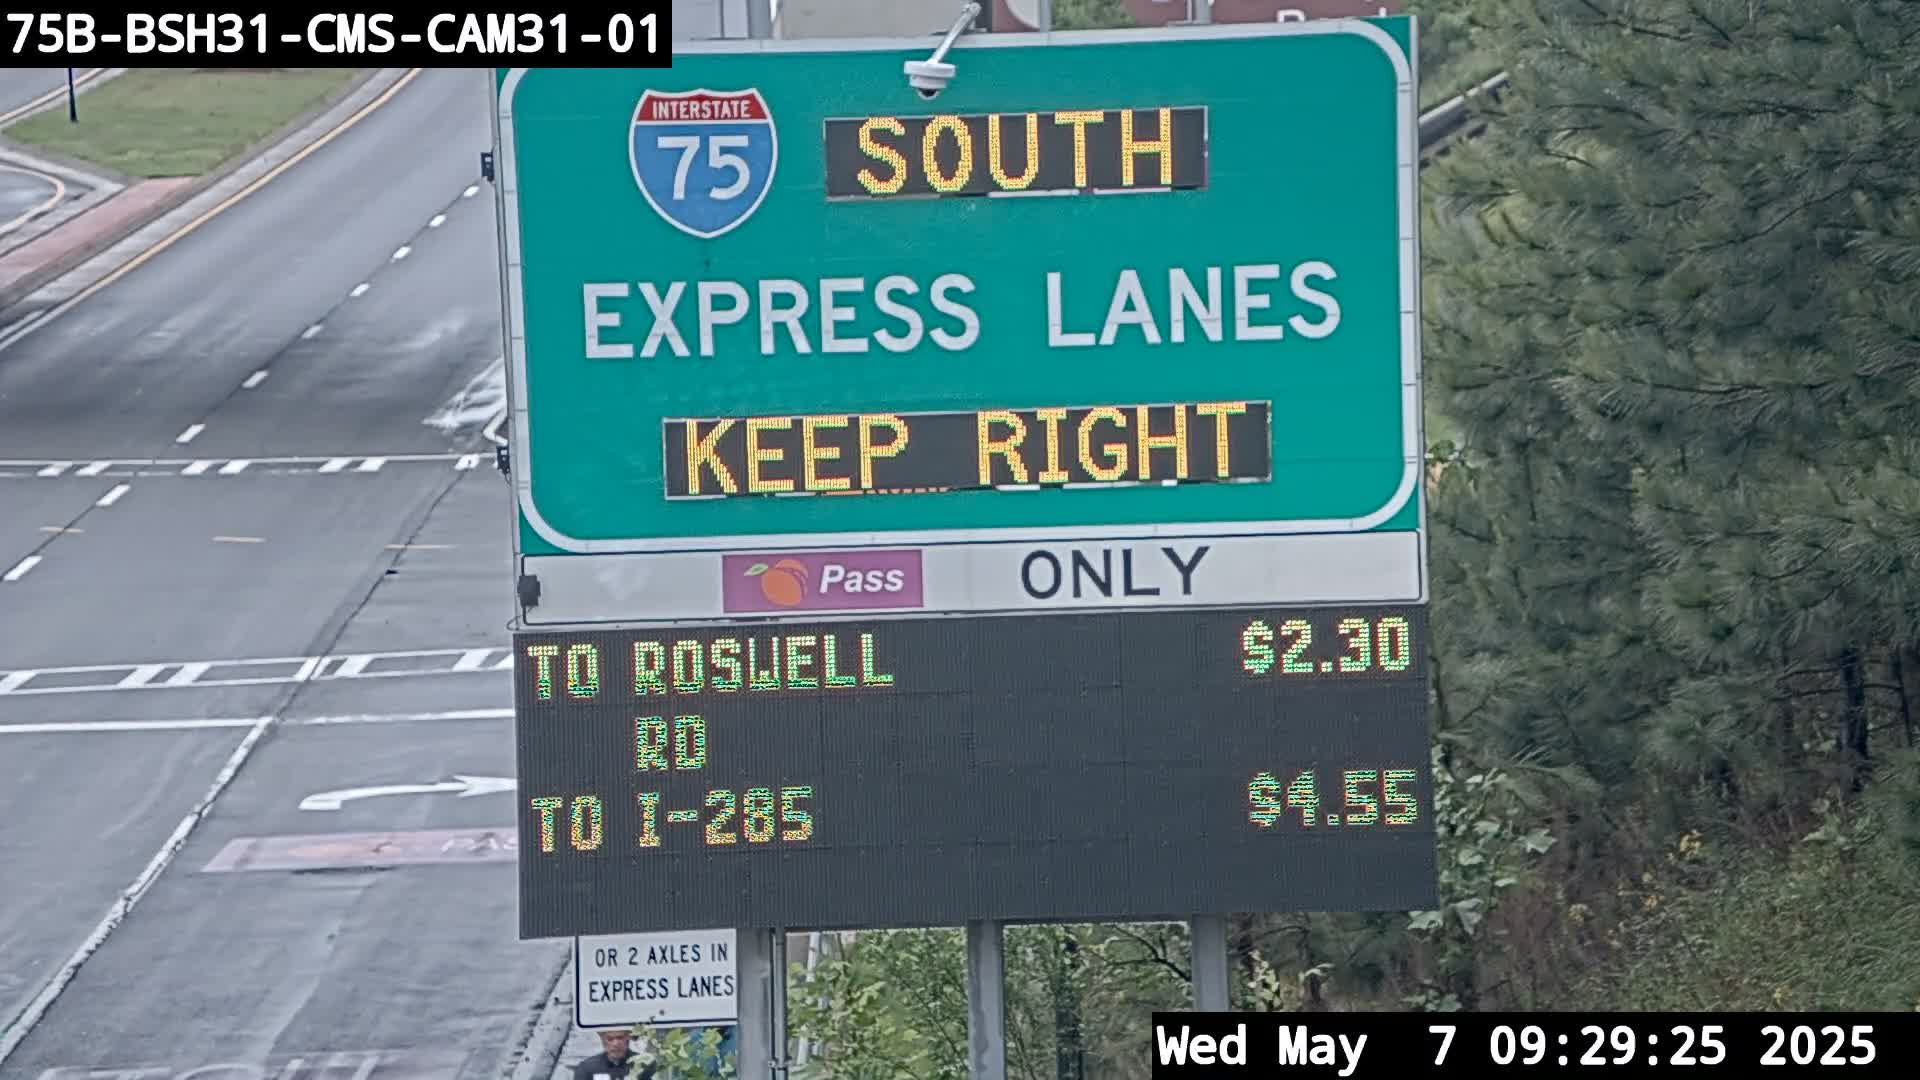 75B-BSH31-CMS-CAM31-01
INTERSTATE
75
SOUTH
EXPRESS LANES
KEEP RIGHT
Pass ONLY
TO ROSWELL $2.30
RD
TO I-285 $4.55
OR 2 AXLES IN
EXPRESS LANES
Wed May 7 09:29:25 2025